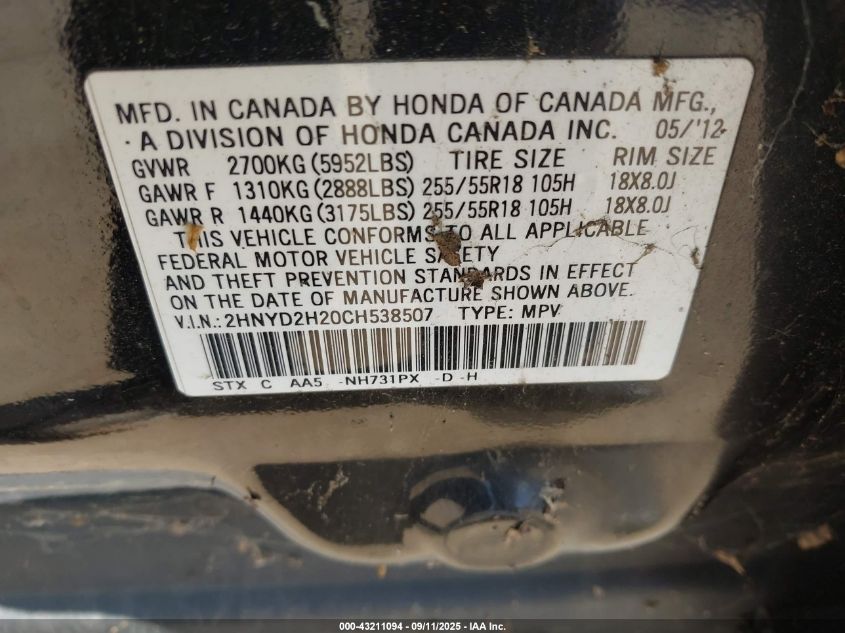 MFD. IN CANADA BY HONDA OF CANADA MFG.,
A DIVISION OF HONDA CANADA INC. 05/'12
GVWR 2700KG (5952LBS) TIRE SIZE RIM SIZE
GAWR F 1310KG (2888LBS) 255/55R18 105H 18X8.0J
GAWR R 1440KG (3175LBS) 255/55R18 105H 18X8.0J
THIS VEHICLE CONFORMS TO ALL APPLICABLE
FEDERAL MOTOR VEHICLE SAFETY
AND THEFT PREVENTION STANDARDS IN EFFECT
ON THE DATE OF MANUFACTURE SHOWN ABOVE.
V.I.N.: 2HNYD2H20CH538507 TYPE: MPV
STX C AA5 -NH731PX -D -H
000-43211094 - 09/11/2025 - IAA Inc.